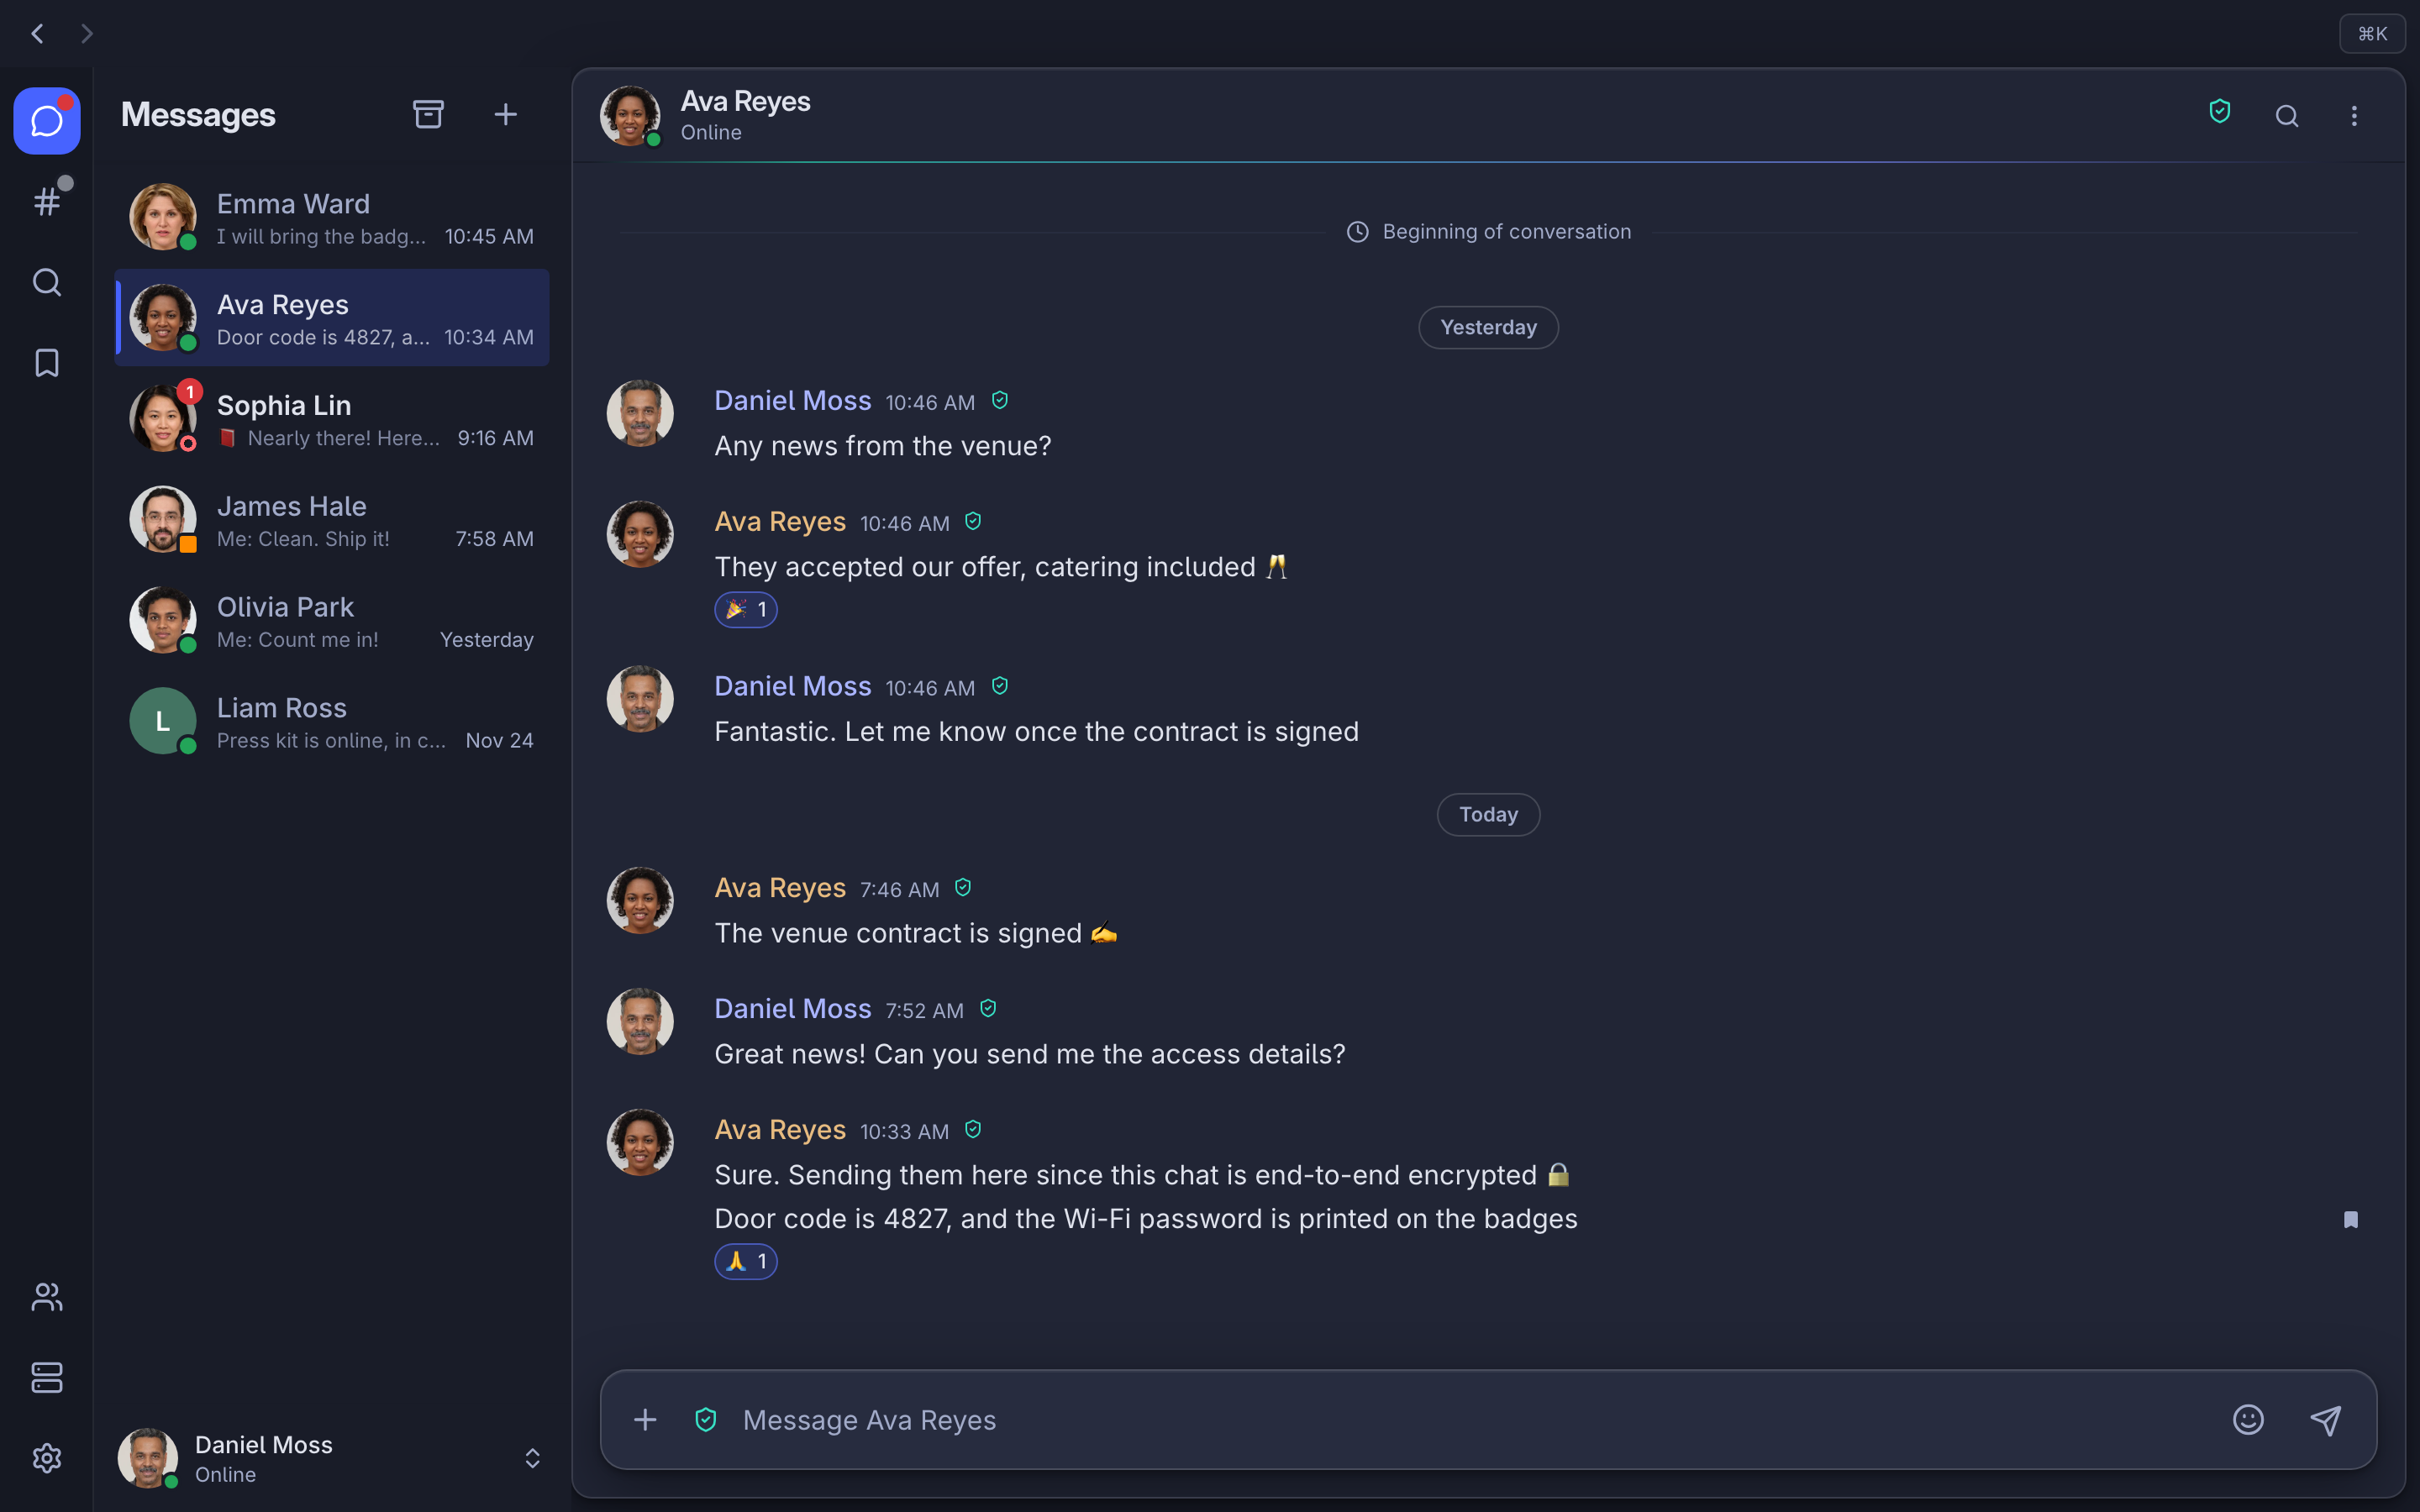 ⌘K
Messages
Emma Ward
I will bring the badg... 10:45 AM
Ava Reyes
Door code is 4827, a... 10:34 AM
1
Sophia Lin
📕 Nearly there! Here... 9:16 AM
James Hale
Me: Clean. Ship it! 7:58 AM
Olivia Park
Me: Count me in! Yesterday
L
Liam Ross
Press kit is online, in c... Nov 24
Daniel Moss
Online
Ava Reyes
Online
Beginning of conversation
Yesterday
Daniel Moss 10:46 AM
Any news from the venue?
Ava Reyes 10:46 AM
They accepted our offer, catering included 🥂
🎉 1
Daniel Moss 10:46 AM
Fantastic. Let me know once the contract is signed
Today
Ava Reyes 7:46 AM
The venue contract is signed ✍️
Daniel Moss 7:52 AM
Great news! Can you send me the access details?
Ava Reyes 10:33 AM
Sure. Sending them here since this chat is end-to-end encrypted 🔒
Door code is 4827, and the Wi-Fi password is printed on the badges
🙏 1
Message Ava Reyes